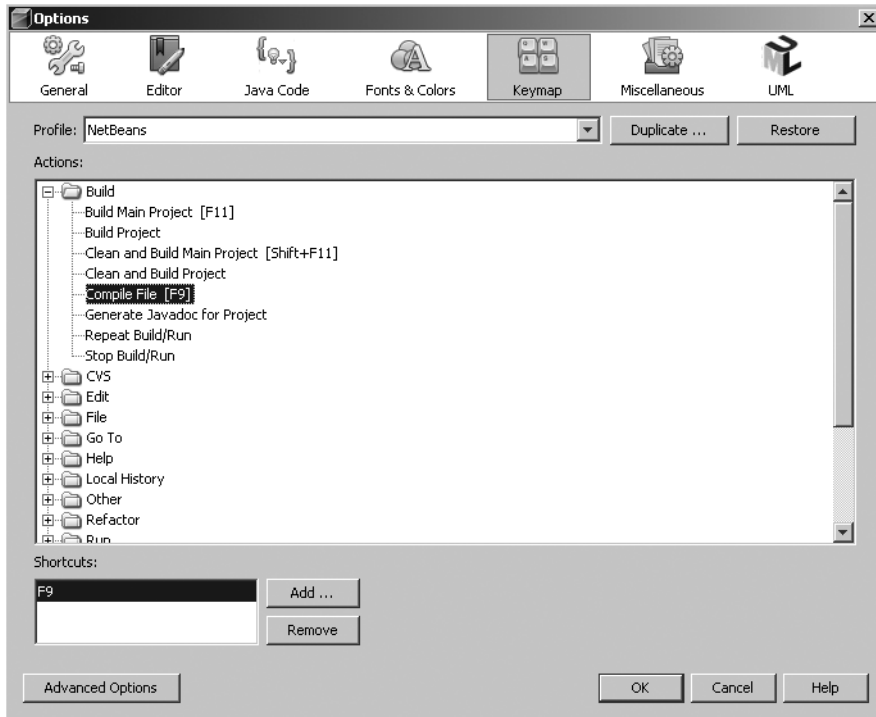 Options
General Editor Java Code Fonts & Colors Keymap Miscellaneous UML
Profile: NetBeans Duplicate ... Restore
Actions:
Build
Build Main Project [F11]
Build Project
Clean and Build Main Project [Shift+F11]
Clean and Build Project
Compile File [F9]
Generate Javadoc for Project
Repeat Build/Run
Stop Build/Run
CVS
Edit
File
Go To
Help
Local History
Other
Refactor
Run
Shortcuts:
F9 Add ...
Remove
Advanced Options OK Cancel Help